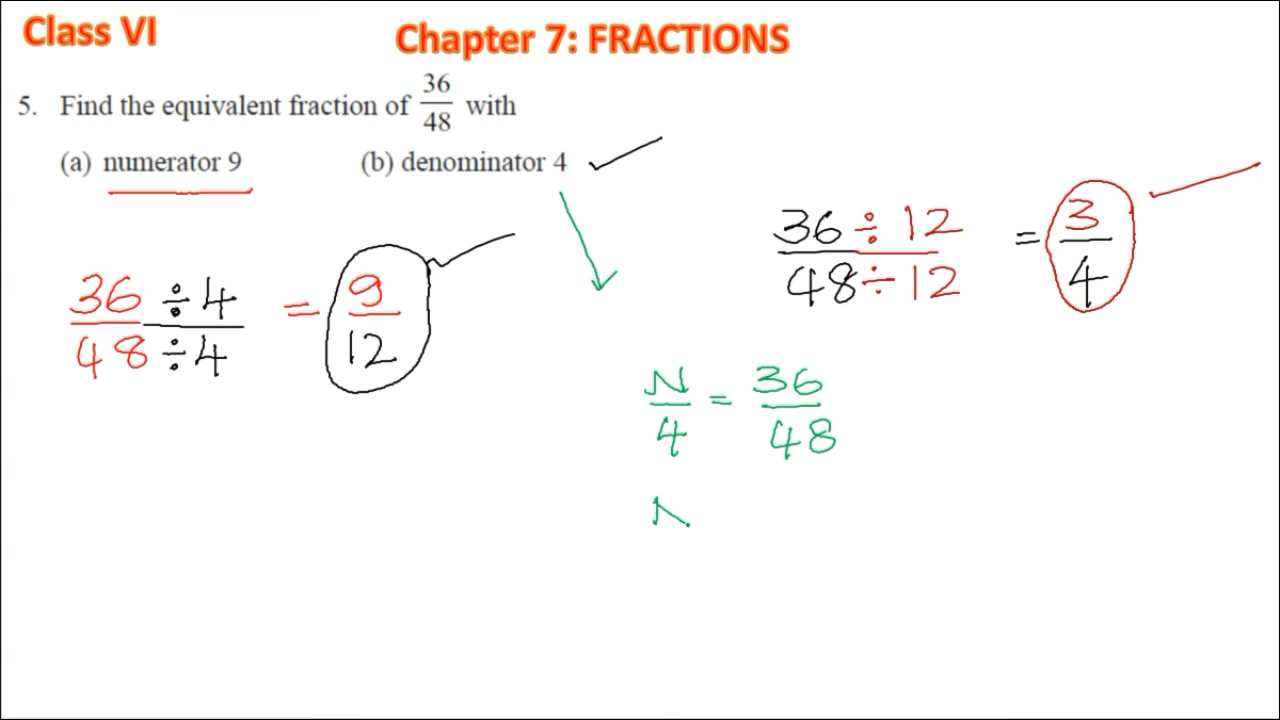 Class VI
Chapter 7: FRACTIONS
5. Find the equivalent fraction of 36/48 with
(a) numerator 9 (b) denominator 4
36 ÷ 4 / 48 ÷ 4 = 9/12
36 ÷ 12 / 48 ÷ 12 = 3/4
N/4 = 36/48
N